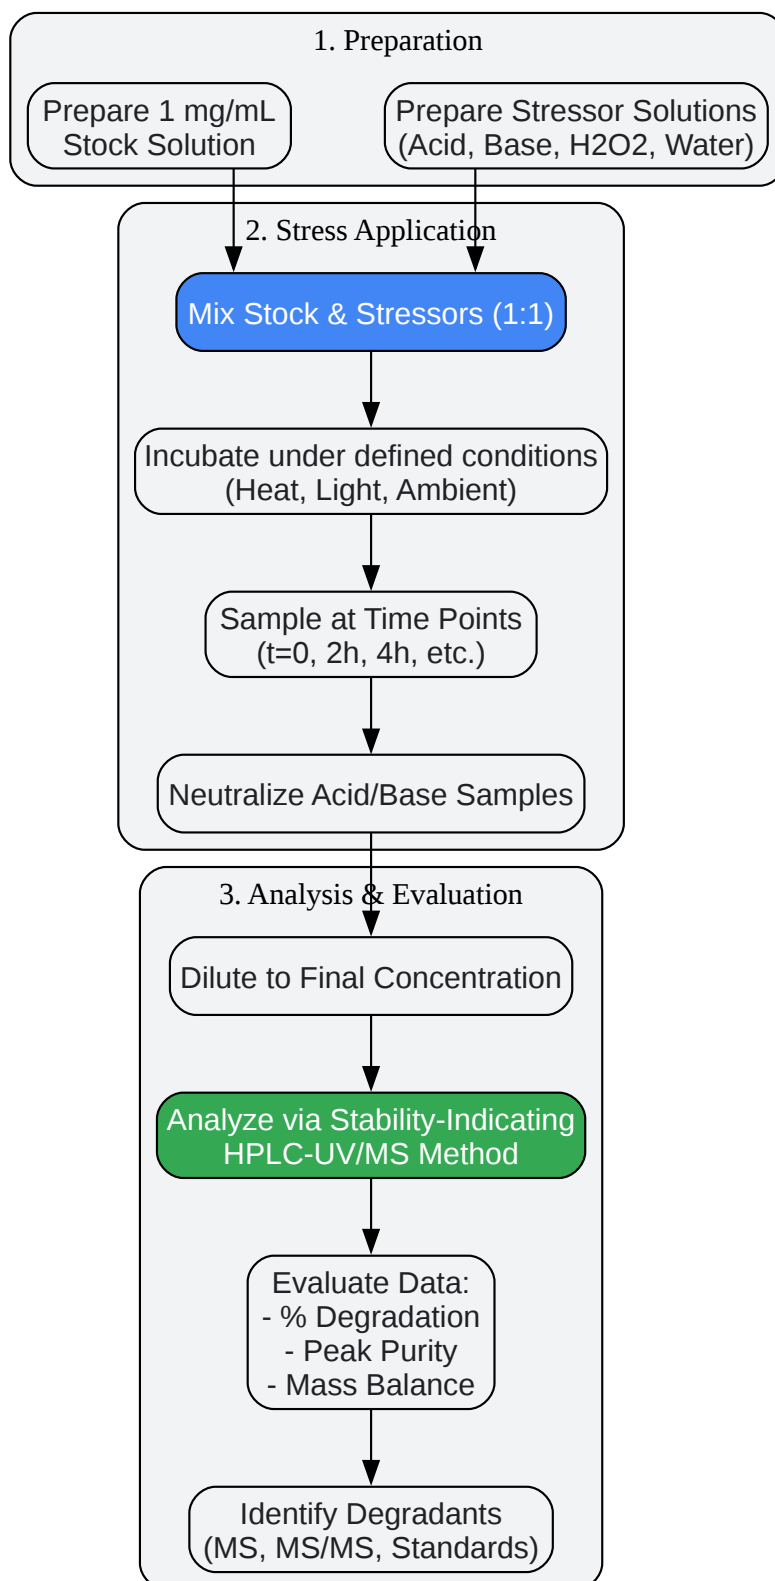 1. Preparation
Prepare 1 mg/mL
Stock Solution
Prepare Stressor Solutions
(Acid, Base, H2O2, Water)
2. Stress Application
Mix Stock & Stressors (1:1)
Incubate under defined conditions
(Heat, Light, Ambient)
Sample at Time Points
(t=0, 2h, 4h, etc.)
Neutralize Acid/Base Samples
3. Analysis & Evaluation
Dilute to Final Concentration
Analyze via Stability-Indicating
HPLC-UV/MS Method
Evaluate Data:
- % Degradation
- Peak Purity
- Mass Balance
Identify Degradants
(MS, MS/MS, Standards)